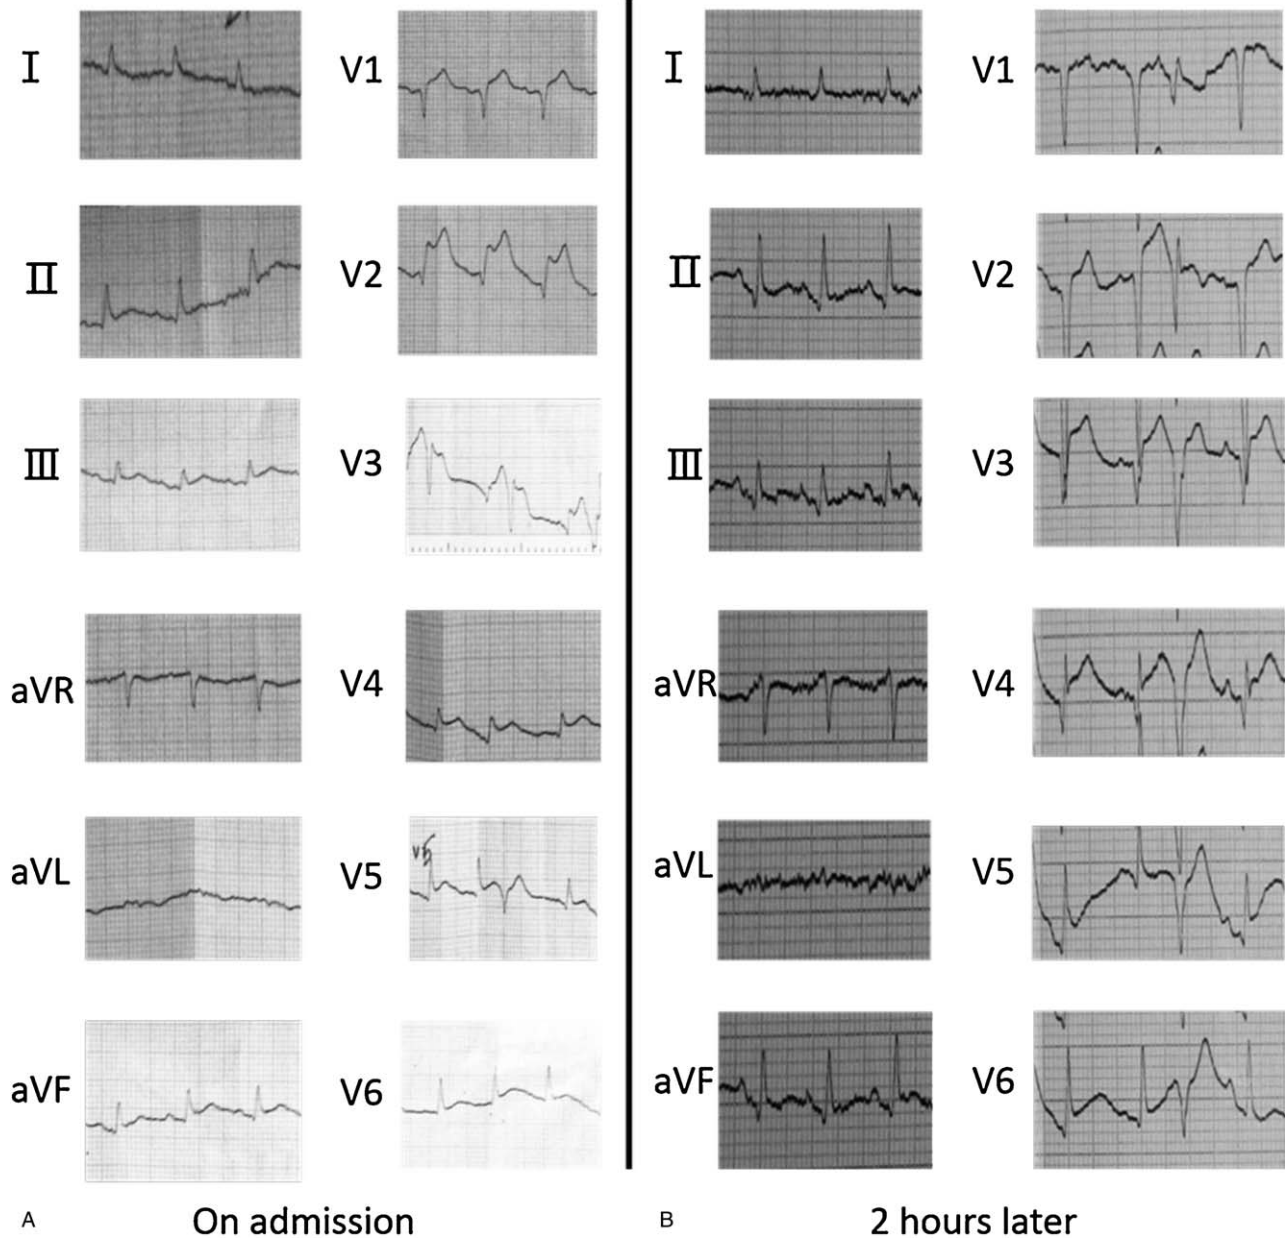 I V1 I V1
II V2 II V2
III V3 III V3
aVR V4 aVR V4
V5
aVL V5 aVL V5
aVF V6 aVF V6
A On admission B 2 hours later